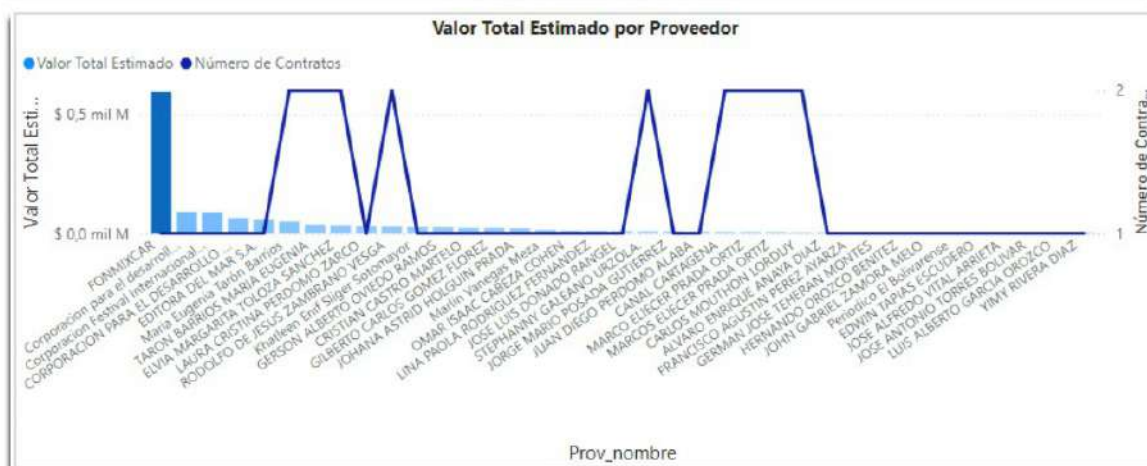 Valor Total Estimado por Proveedor
Valor Total Estimado Número de Contratos
Valor Total Esti...
$ 0,5 mil M
$ 0,0 mil M
2
1
Número de Contra...
FONMIXCAR
Corporacion para el desarroll...
Corporacion Festival Internacional...
CORPORACION PARA EL DESARROLLO ...
EDITORA DEL MAR S.A.
Maria Eugenia Tarón Barrios
TARON BARRIOS MARIA EUGENIA
ELVIA MARGARITA TOLOZA SANCHEZ
LAURA CRISTINA PERDOMO ZARCO
RODOLFO DE JESUS ZAMBRANO VESGA
Khatleen Enif Sliger Sotomayor
GERSON ALBERTO OVIEDO RAMOS
CRISTIAN CASTRO MARTELO
GILBERTO CARLOS GOMEZ FLOREZ
JOHANA ASTRID HOLGUIN PRADA
Marlin Vanegas Meza
OMAR ISAAC CABEZA COHEN
LINA PAOLA RODRIGUEZ FERNANDEZ
JOSE LUIS DONADO RANGEL
STEPHANNY GALEANO URZOLA.
JORGE MARIO POSADA GUTIERREZ
JUAN DIEGO PERDOMO ALABA
CANAL CARTAGENA
MARCO ELIECER PRADA ORTIZ
MARCOS ELIECER PRADA ORTIZ
CARLOS MOUTHON LORDUY
ALVARO ENRIQUE ANAYA DIAZ
FRANCISCO AGUSTIN PEREZ AYARZA
GERMAN JOSE TEHERAN MONTES
HERNANDO OROZCO BENITEZ
JOHN GABRIEL ZAMORA MELO
Periodico El Bolivarense
EDWIN TAPIAS ESCUDERO
JOSE ALFREDO VITAL ARRIETA
JOSE ANTONIO TORRES BOLIVAR
LUIS ALBERTO GARCIA OROZCO
YIMY RIVERA DIAZ
Prov_nombre